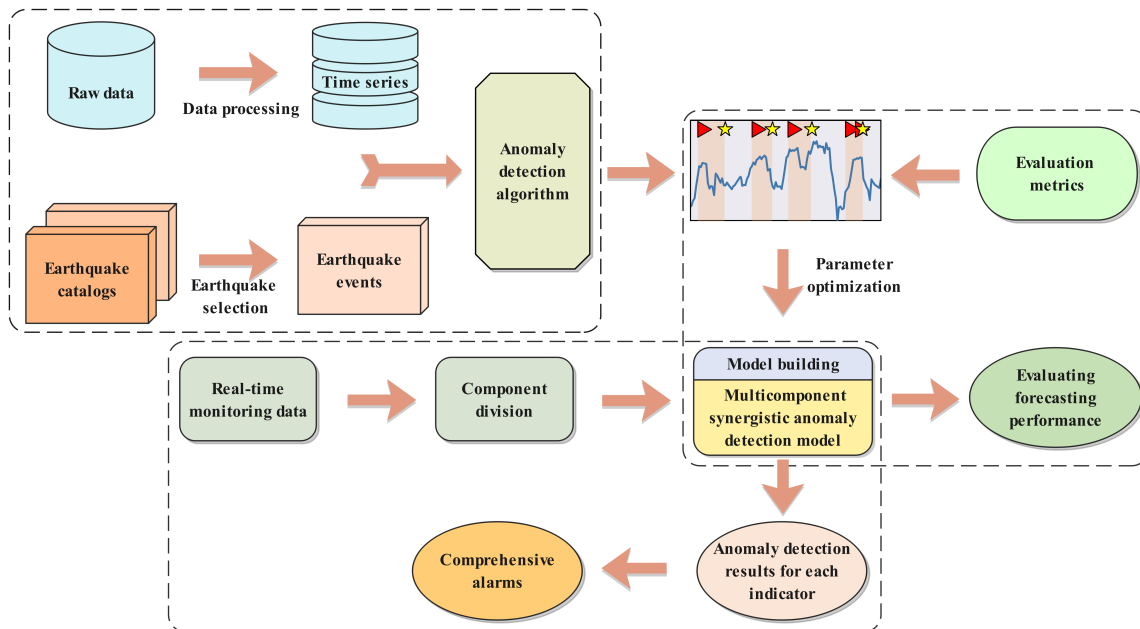 Raw data
Data processing
Time series
Anomaly
detection
algorithm
Earthquake
catalogs
Earthquake
selection
Earthquake
events
Evaluation
metrics
Parameter
optimization
Real-time
monitoring data
Component
division
Model building
Multicomponent
synergistic anomaly
detection model
Evaluating
forecasting
performance
Comprehensive
alarms
Anomaly detection
results for each
indicator